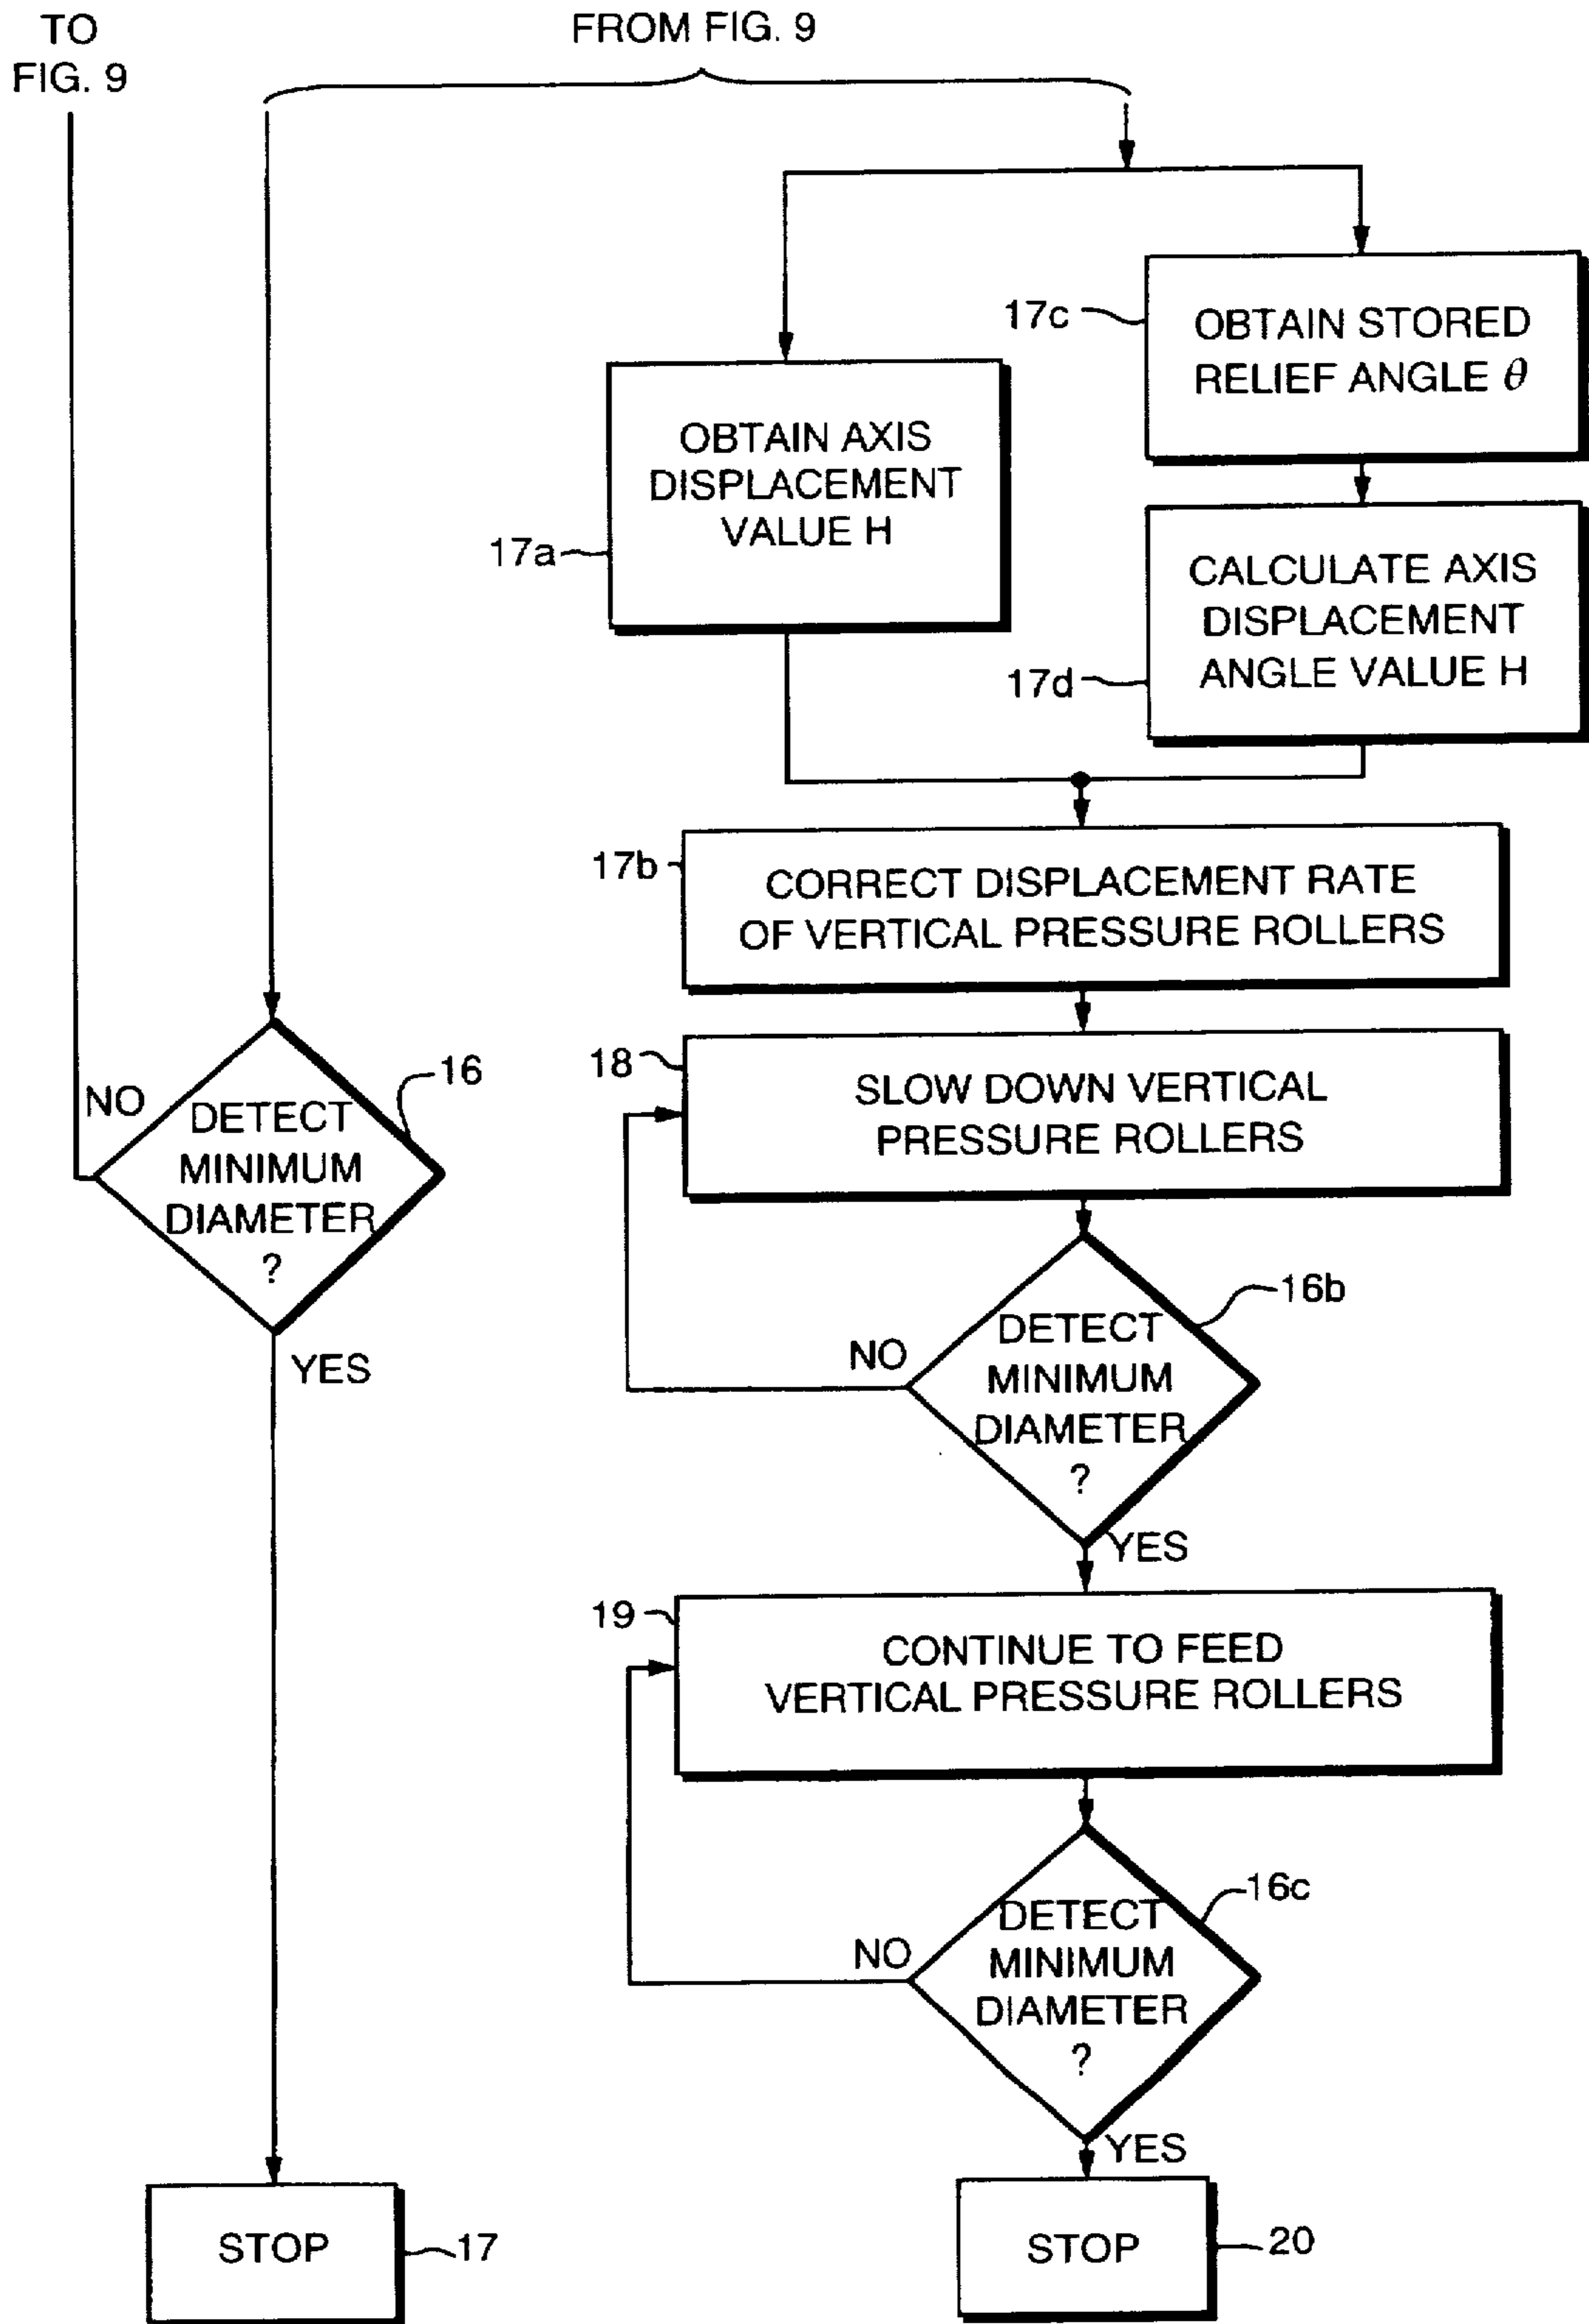 TO
FIG. 9
FROM FIG. 9
17c
OBTAIN STORED
RELIEF ANGLE θ
OBTAIN AXIS
DISPLACEMENT
VALUE H
17a
CALCULATE AXIS
DISPLACEMENT
ANGLE VALUE H
17d
17b
CORRECT DISPLACEMENT RATE
OF VERTICAL PRESSURE ROLLERS
18
SLOW DOWN VERTICAL
PRESSURE ROLLERS
16
NO
DETECT
MINIMUM
DIAMETER
?
YES
16b
NO
DETECT
MINIMUM
DIAMETER
?
YES
19
CONTINUE TO FEED
VERTICAL PRESSURE ROLLERS
16c
NO
DETECT
MINIMUM
DIAMETER
?
YES
STOP
17
STOP
20